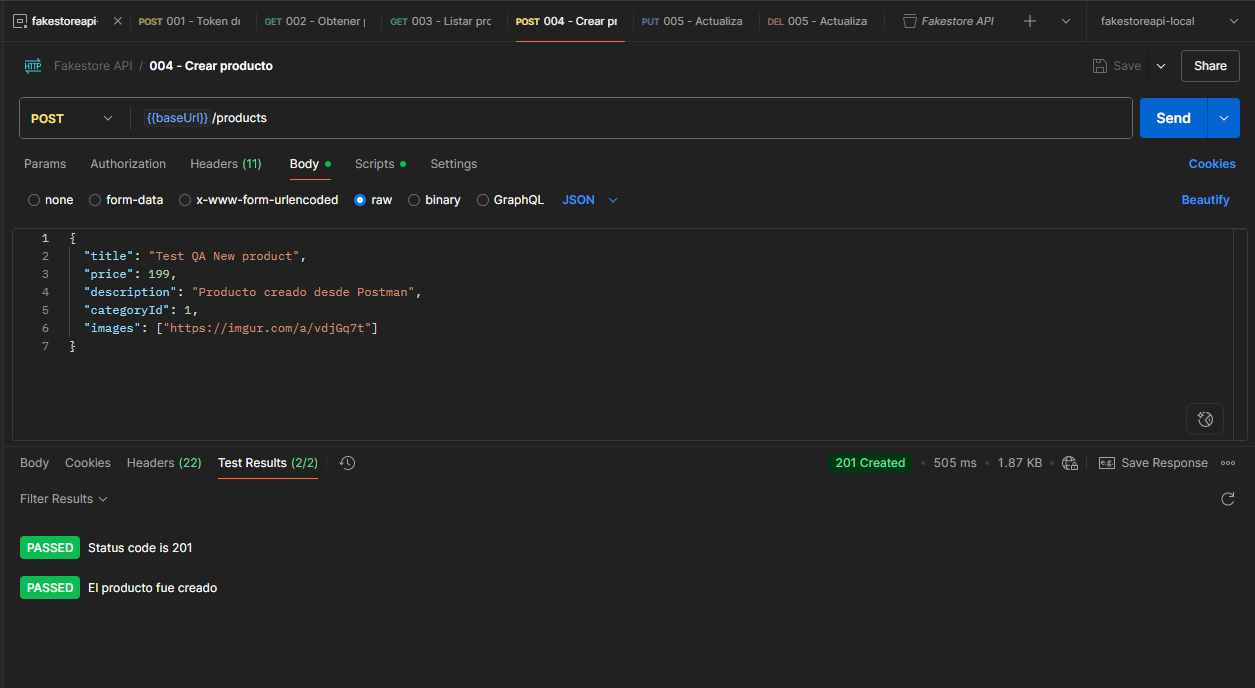 fakestoreapi- POST 001 - Token de GET 002 - Obtener p GET 003 - Listar pro POST 004 - Crear pr PUT 005 - Actualiza DEL 005 - Actualiza Fakestore API fakestoreapi-local
HTTP Fakestore API / 004 - Crear producto Save Share
POST {{baseUrl}} /products Send
Params Authorization Headers (11) Body Scripts Settings Cookies
none form-data x-www-form-urlencoded raw binary GraphQL JSON Beautify
1 {
2 "title": "Test QA New product",
3 "price": 199,
4 "description": "Producto creado desde Postman",
5 "categoryId": 1,
6 "images": ["https://imgur.com/a/vdjGq7t"]
7 }
Body Cookies Headers (22) Test Results (2/2) 201 Created 505 ms 1.87 KB e.g. Save Response
Filter Results
PASSED Status code is 201
PASSED El producto fue creado